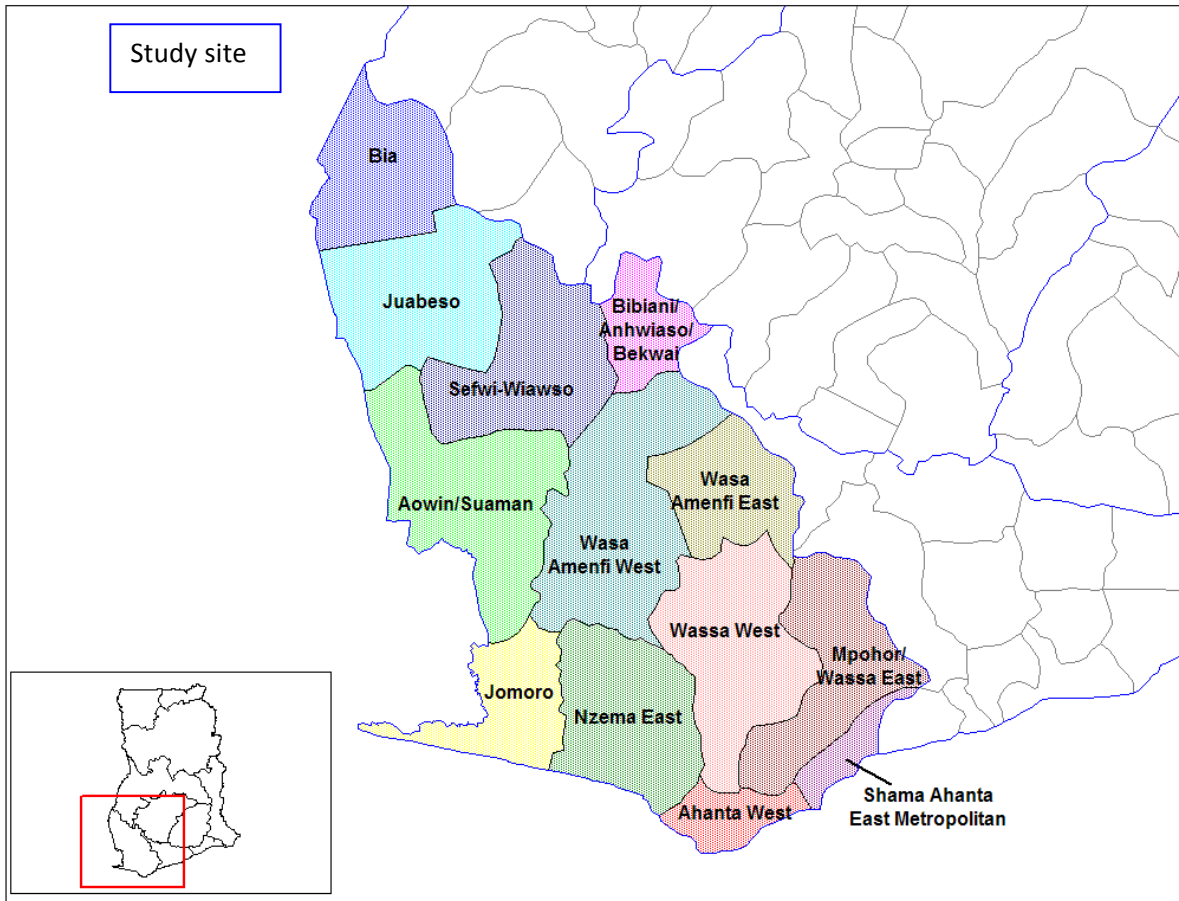 Study site
Bia
Juabeso
Bibiani/
Anhwiaso/
Bekwai
Sefwi-Wiawso
Wasa
Amenfi East
Aowin/Suaman
Wasa
Amenfi West
Wassa West
Mpohor/
Wassa East
Jomoro
Nzema East
Shama Ahanta
East Metropolitan
Ahanta West